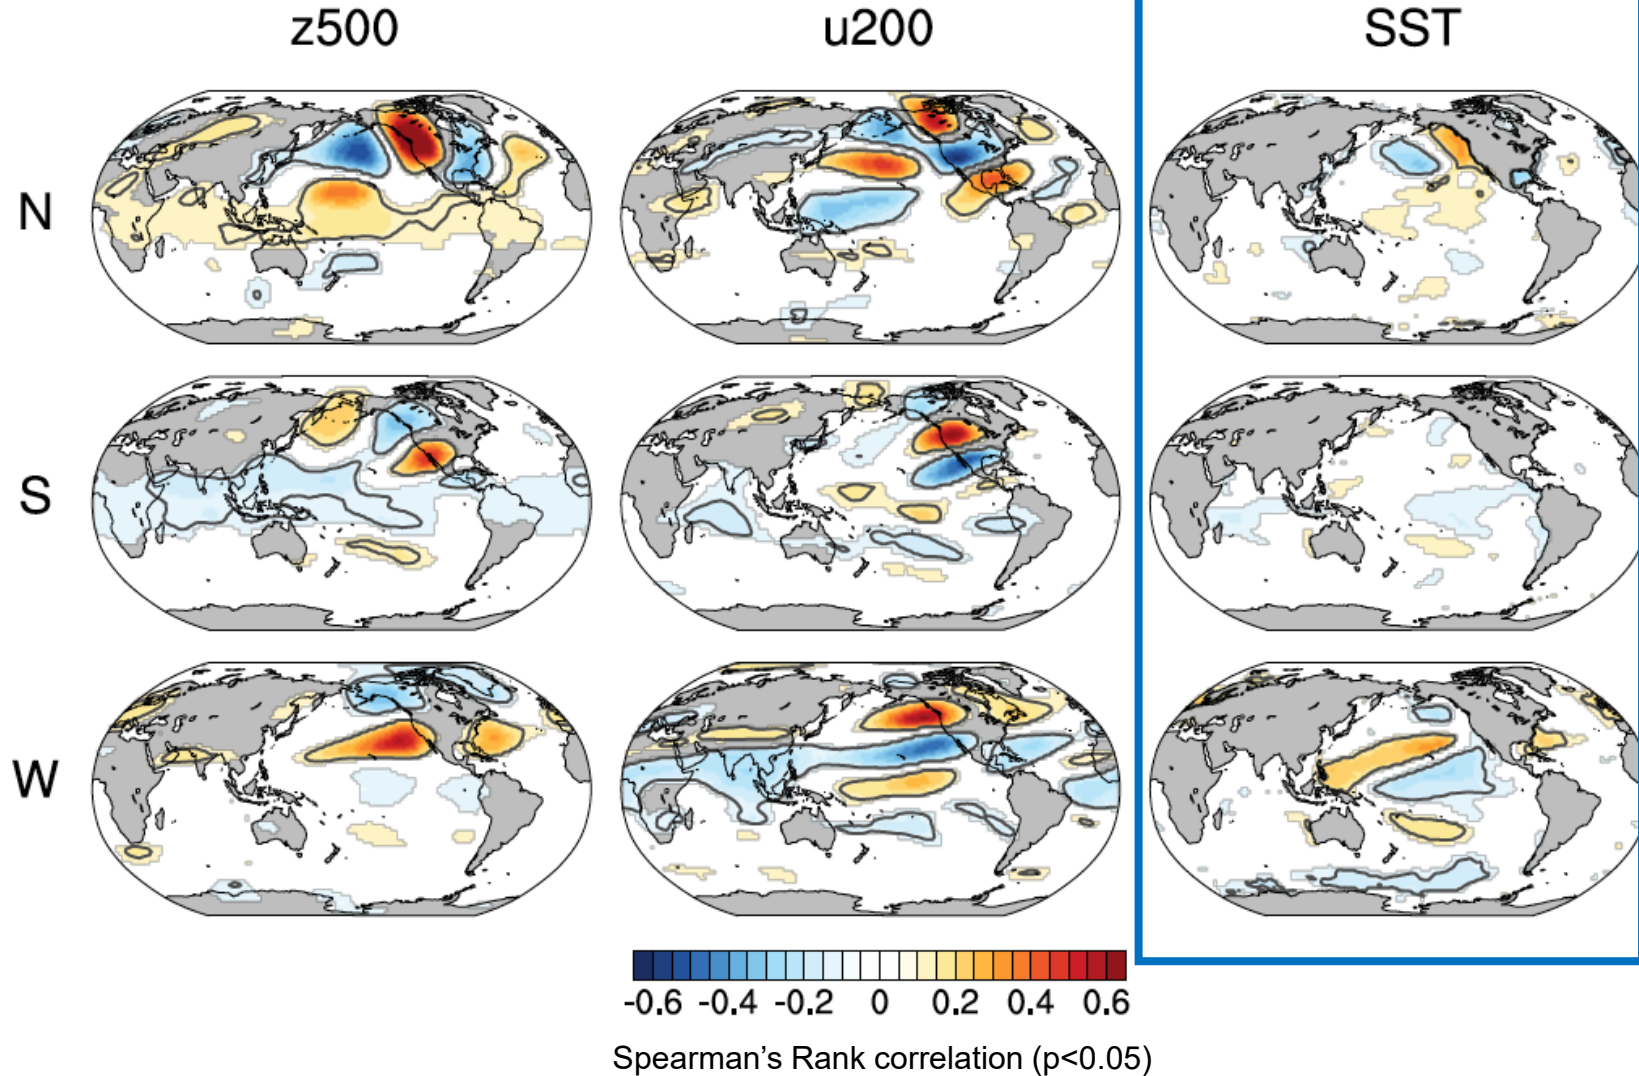 z500 u200 SST
N
S
W
-0.6 -0.4 -0.2 0 0.2 0.4 0.6
Spearman’s Rank correlation (p<0.05)